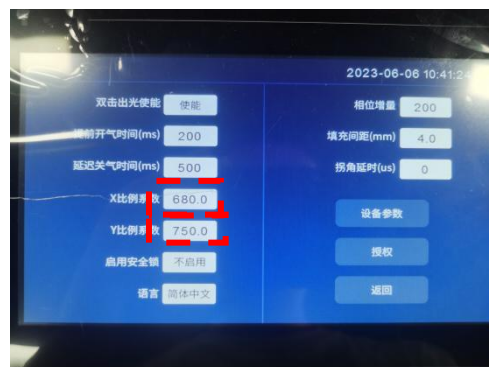 2023-06-06 10:41:24
双击出光使能 使能
前开气时间(ms) 200
延迟关气时间(ms) 500
X比例系数 680.0
Y比例系数 750.0
启用安全锁 不启用
语言 简体中文
相位增量 200
填充间距(mm) 4.0
拐角延时(us) 0
设备参数
授权
返回